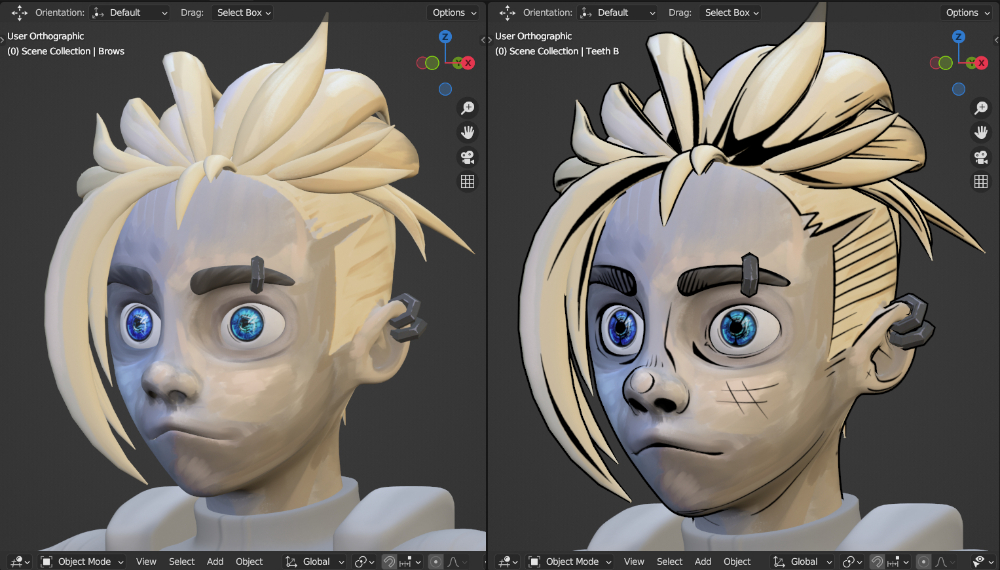 Orientation: Default Drag: Select Box Options
User Orthographic
(0) Scene Collection | Brows
Z
Y
X
Object Mode View Select Add Object Global
Orientation: Default Drag: Select Box Options
User Orthographic
(0) Scene Collection | Teeth B
Z
Y
X
Object Mode View Select Add Object Global